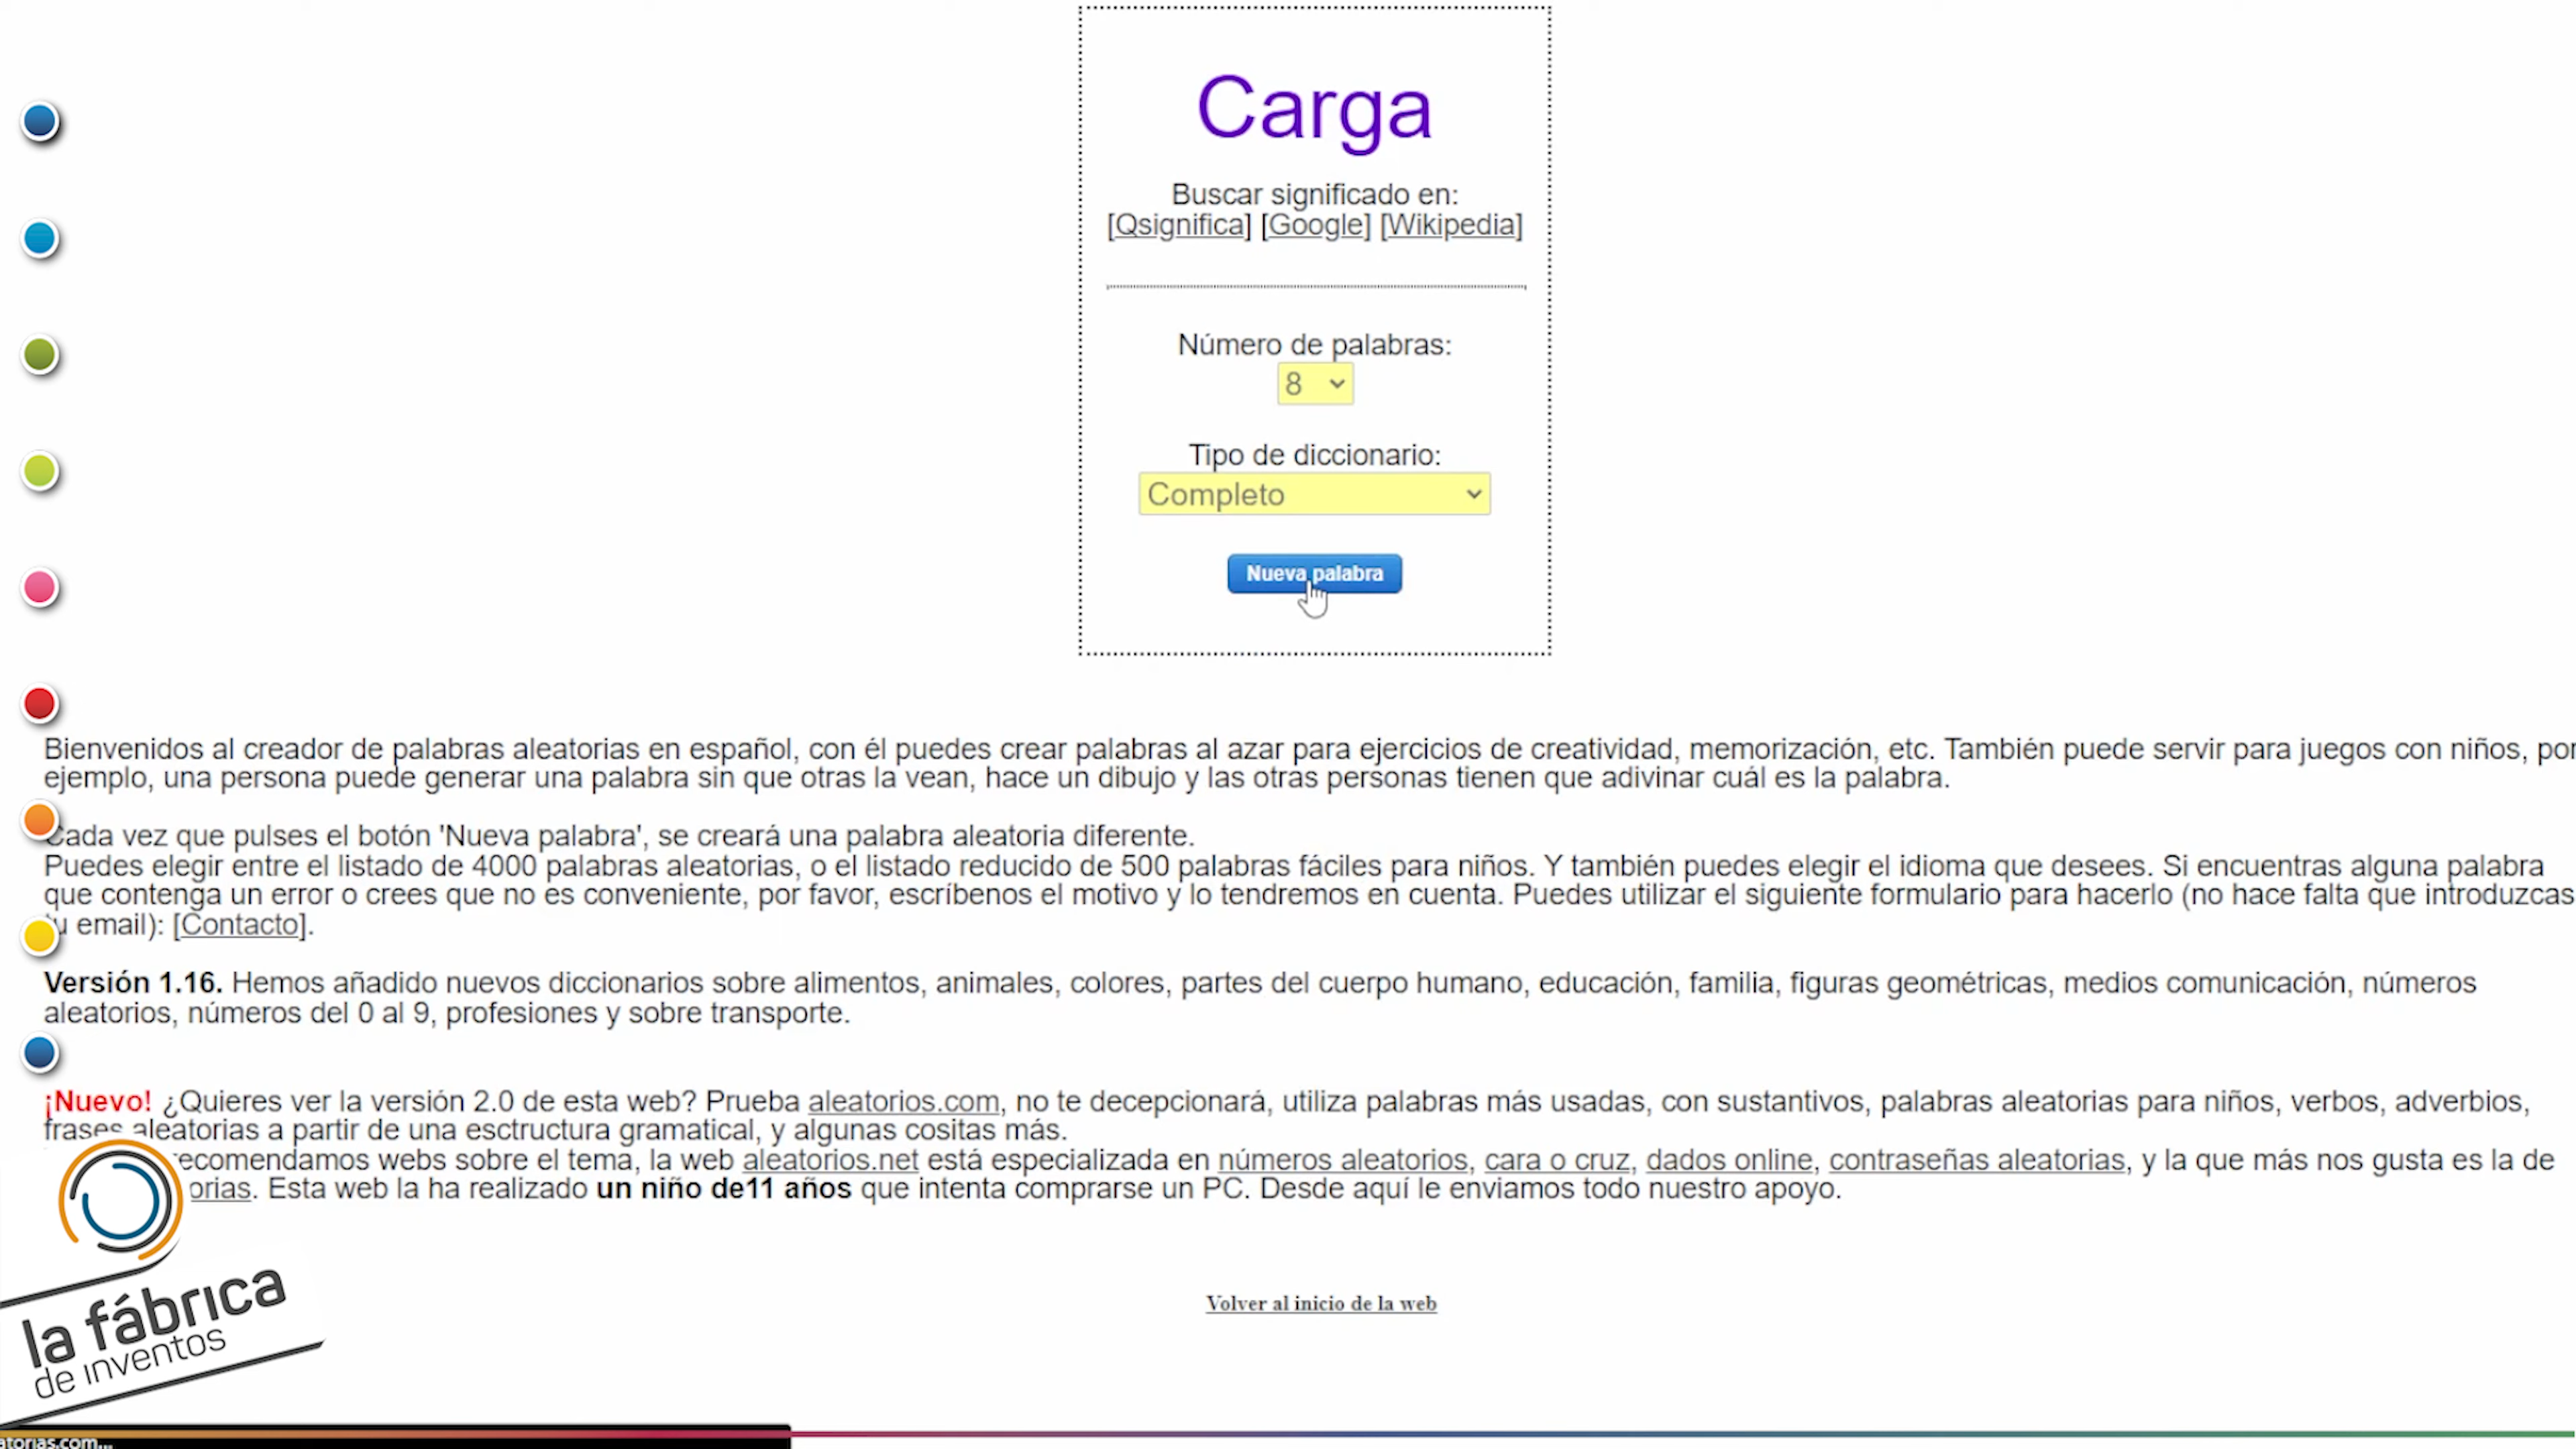 Carga
Buscar significado en:
[Qsignifica] [Google] [Wikipedia]
Número de palabras:
8
Tipo de diccionario:
Completo
Nueva palabra
Bienvenidos al creador de palabras aleatorias en español, con él puedes crear palabras al azar para ejercicios de creatividad, memorización, etc. También puede servir para juegos con niños, por
ejemplo, una persona puede generar una palabra sin que otras la vean, hace un dibujo y las otras personas tienen que adivinar cuál es la palabra.
Cada vez que pulses el botón 'Nueva palabra', se creará una palabra aleatoria diferente.
Puedes elegir entre el listado de 4000 palabras aleatorias, o el listado reducido de 500 palabras fáciles para niños. Y también puedes elegir el idioma que desees. Si encuentras alguna palabra
que contenga un error o crees que no es conveniente, por favor, escríbenos el motivo y lo tendremos en cuenta. Puedes utilizar el siguiente formulario para hacerlo (no hace falta que introduzcas
tu email): [Contacto].
Versión 1.16. Hemos añadido nuevos diccionarios sobre alimentos, animales, colores, partes del cuerpo humano, educación, familia, figuras geométricas, medios comunicación, números
aleatorios, números del 0 al 9, profesiones y sobre transporte.
¡Nuevo! ¿Quieres ver la versión 2.0 de esta web? Prueba aleatorios.com, no te decepcionará, utiliza palabras más usadas, con sustantivos, palabras aleatorias para niños, verbos, adverbios,
frases aleatorias a partir de una esctructura gramatical, y algunas cositas más.
ecomendamos webs sobre el tema, la web aleatorios.net está especializada en números aleatorios, cara o cruz, dados online, contraseñas aleatorias, y la que más nos gusta es la de
orias. Esta web la ha realizado un niño de11 años que intenta comprarse un PC. Desde aquí le enviamos todo nuestro apoyo.
la fábrica
de inventos
Volver al inicio de la web
atorias.com...